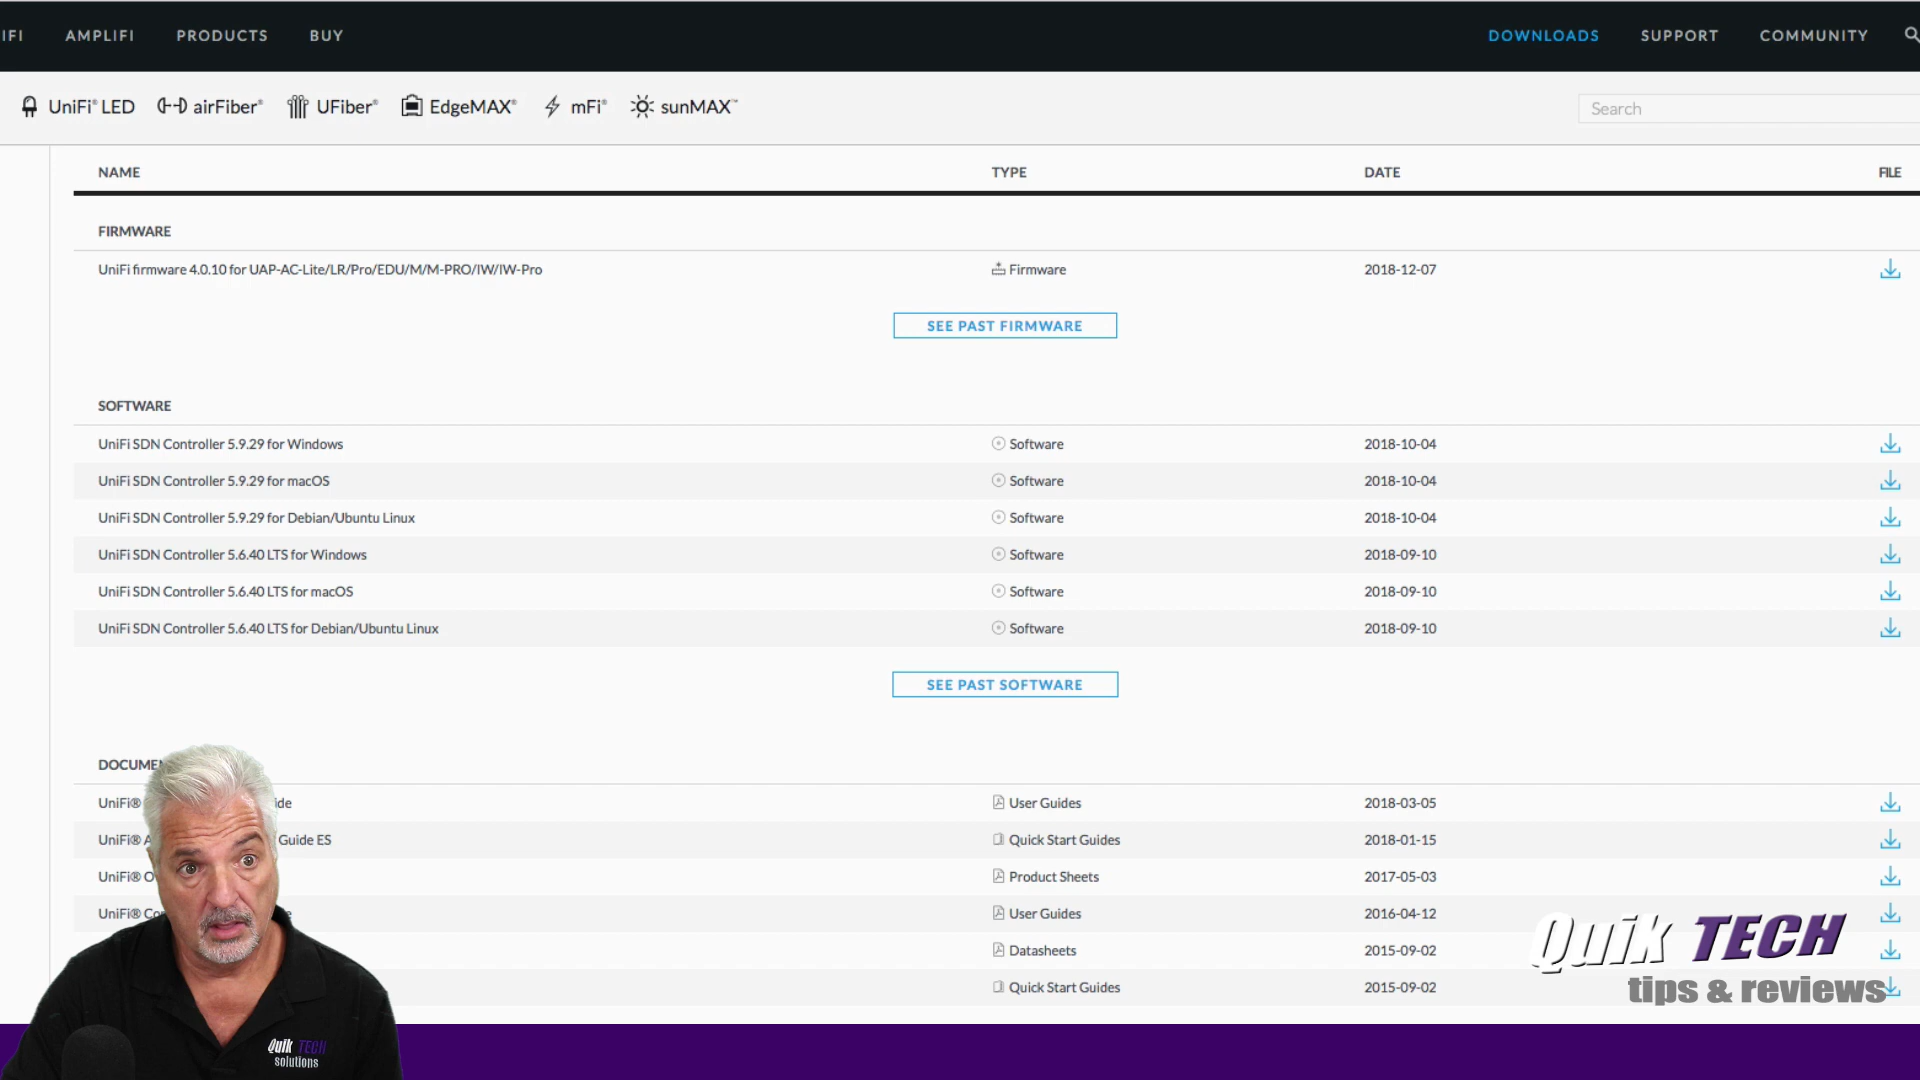 IFI AMPLIFI PRODUCTS BUY DOWNLOADS SUPPORT COMMUNITY
UniFi® LED airFiber® UFiber® EdgeMAX® mFi® sunMAX™ Search
NAME TYPE DATE FILE
FIRMWARE
UniFi firmware 4.0.10 for UAP-AC-Lite/LR/Pro/EDU/M/M-PRO/IW/IW-Pro Firmware 2018-12-07
SEE PAST FIRMWARE
SOFTWARE
UniFi SDN Controller 5.9.29 for Windows Software 2018-10-04
UniFi SDN Controller 5.9.29 for macOS Software 2018-10-04
UniFi SDN Controller 5.9.29 for Debian/Ubuntu Linux Software 2018-10-04
UniFi SDN Controller 5.6.40 LTS for Windows Software 2018-09-10
UniFi SDN Controller 5.6.40 LTS for macOS Software 2018-09-10
UniFi SDN Controller 5.6.40 LTS for Debian/Ubuntu Linux Software 2018-09-10
SEE PAST SOFTWARE
DOCUME
UniFi® ide User Guides 2018-03-05
UniFi® A Guide ES Quick Start Guides 2018-01-15
UniFi® O Product Sheets 2017-05-03
UniFi® Co e User Guides 2016-04-12
Datasheets 2015-09-02
Quick Start Guides 2015-09-02
Quik TECH
tips & reviews
Quik TECH
solutions